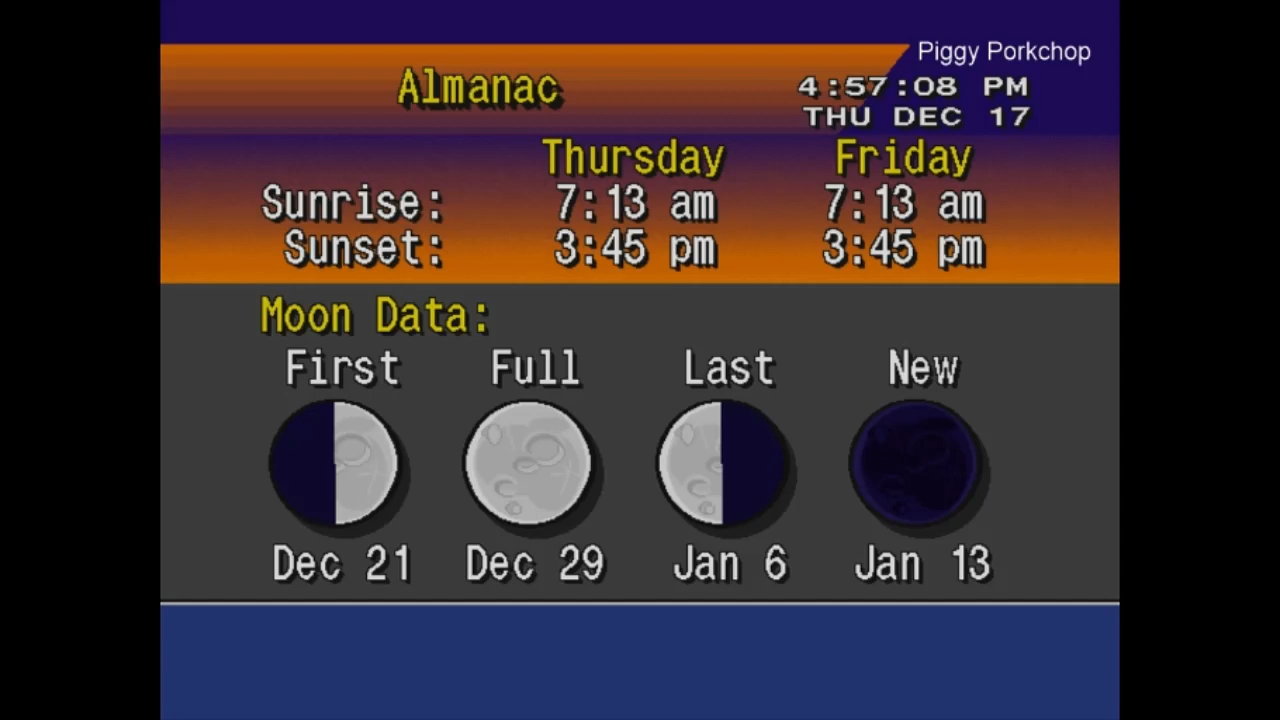 Piggy Porkchop
Almanac
4:57:08 PM
THU DEC 17
Thursday Friday
Sunrise: 7:13 am 7:13 am
Sunset: 3:45 pm 3:45 pm
Moon Data:
First Full Last New
Dec 21 Dec 29 Jan 6 Jan 13